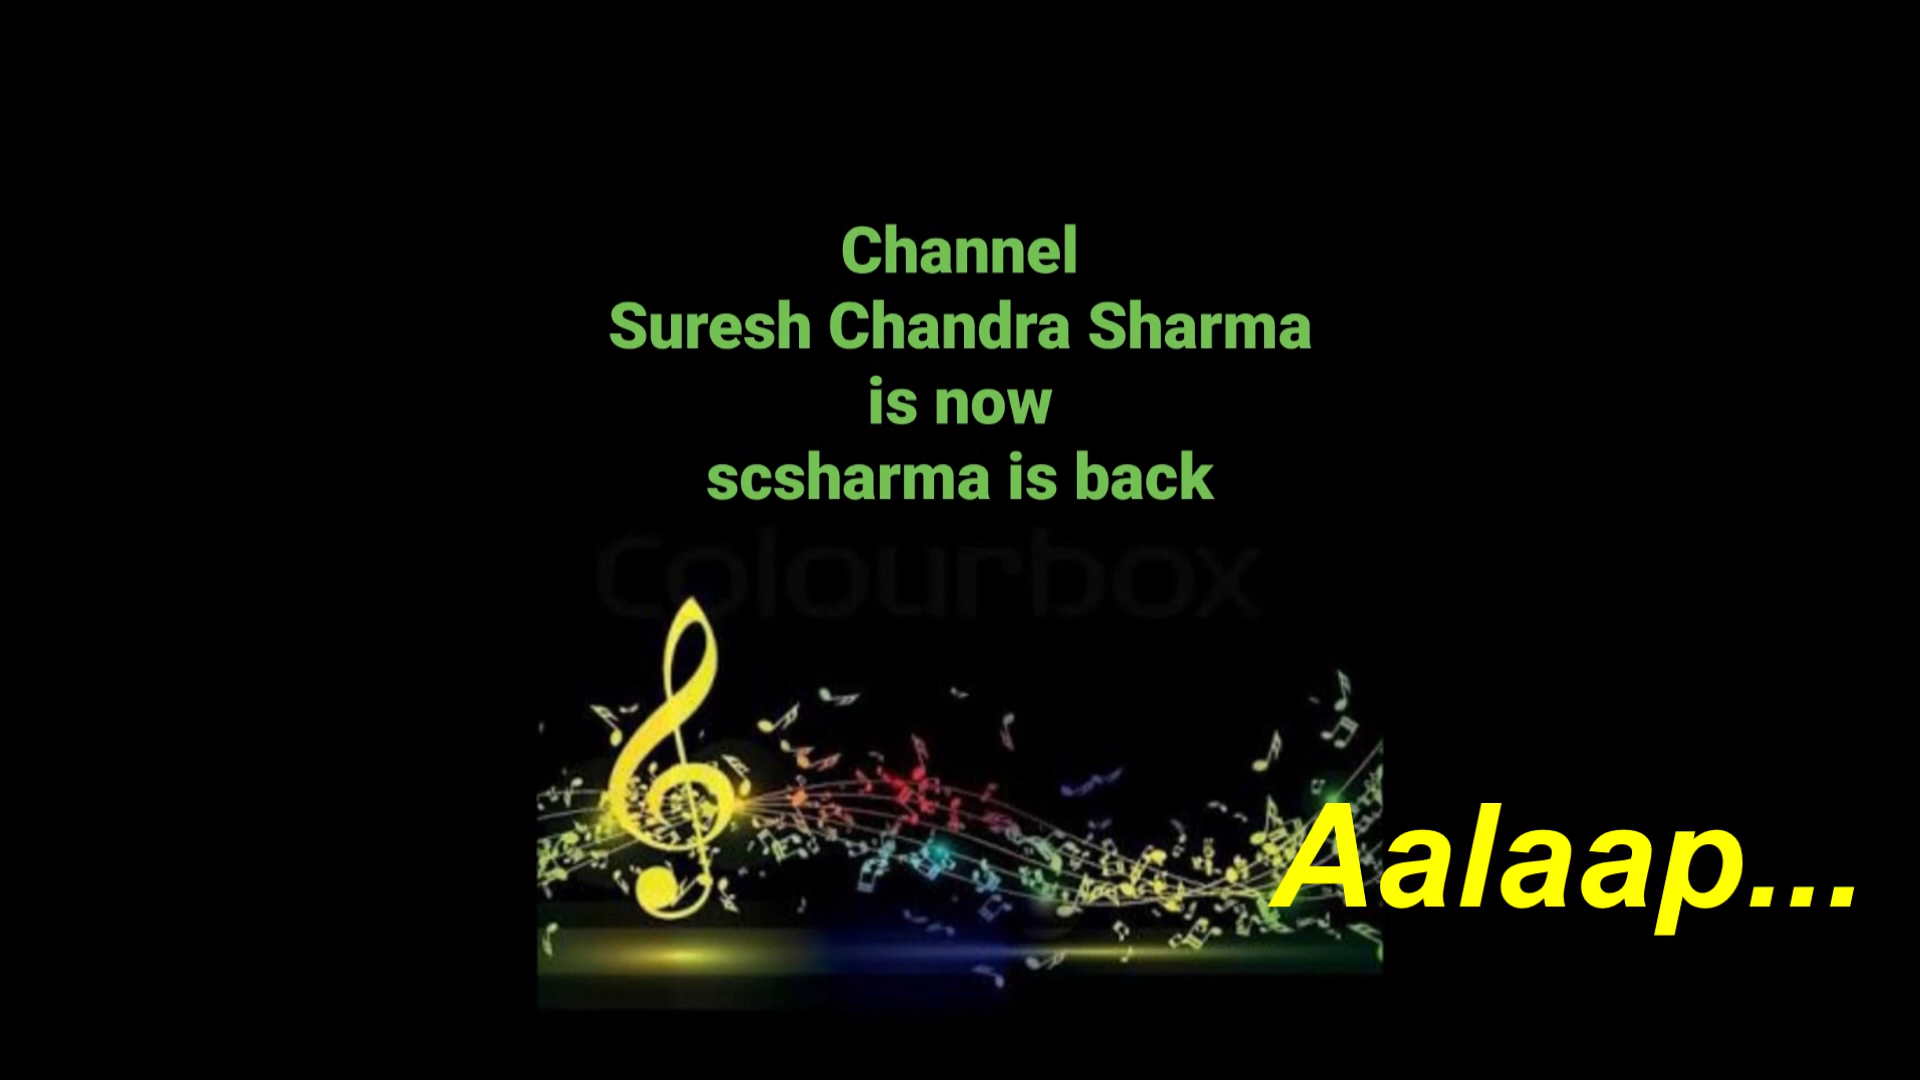 Channel
Suresh Chandra Sharma
is now
scsharma is back
colourbox
Aalaap...